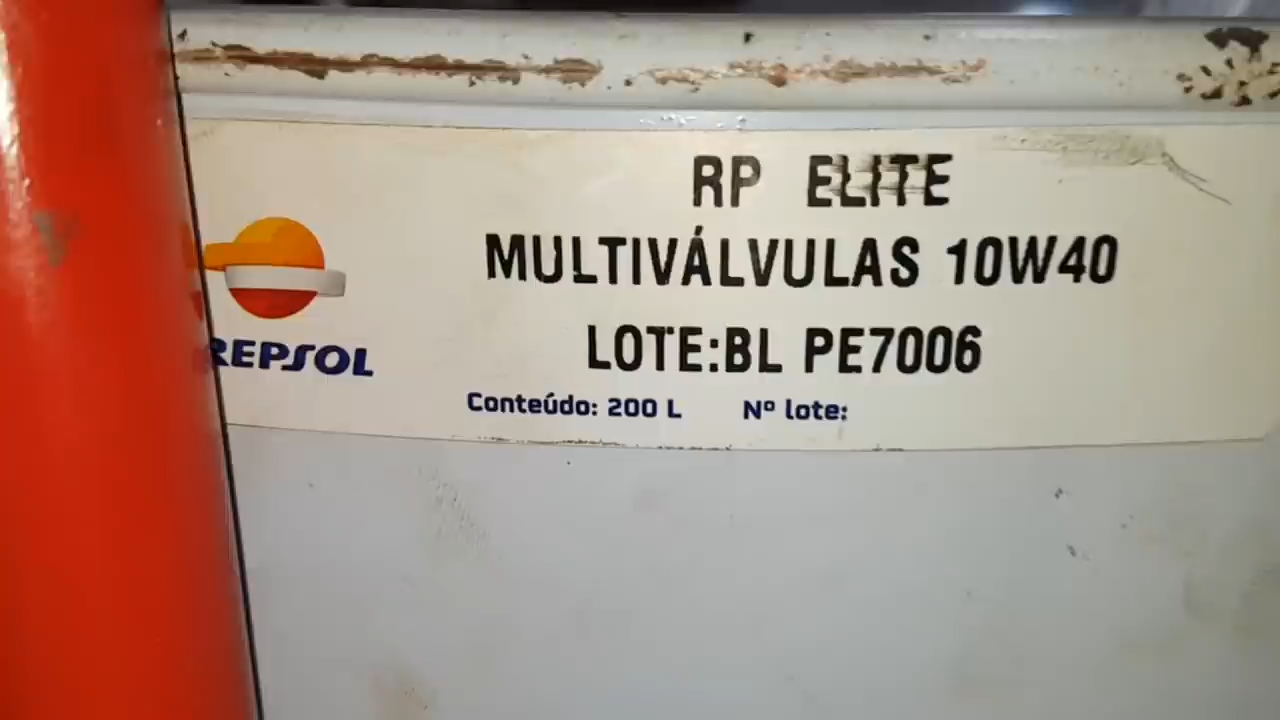 RP ELITE
MULTIVÁLVULAS 10W40
LOTE:BL PE7006
REPSOL
Conteúdo: 200 L Nº lote: